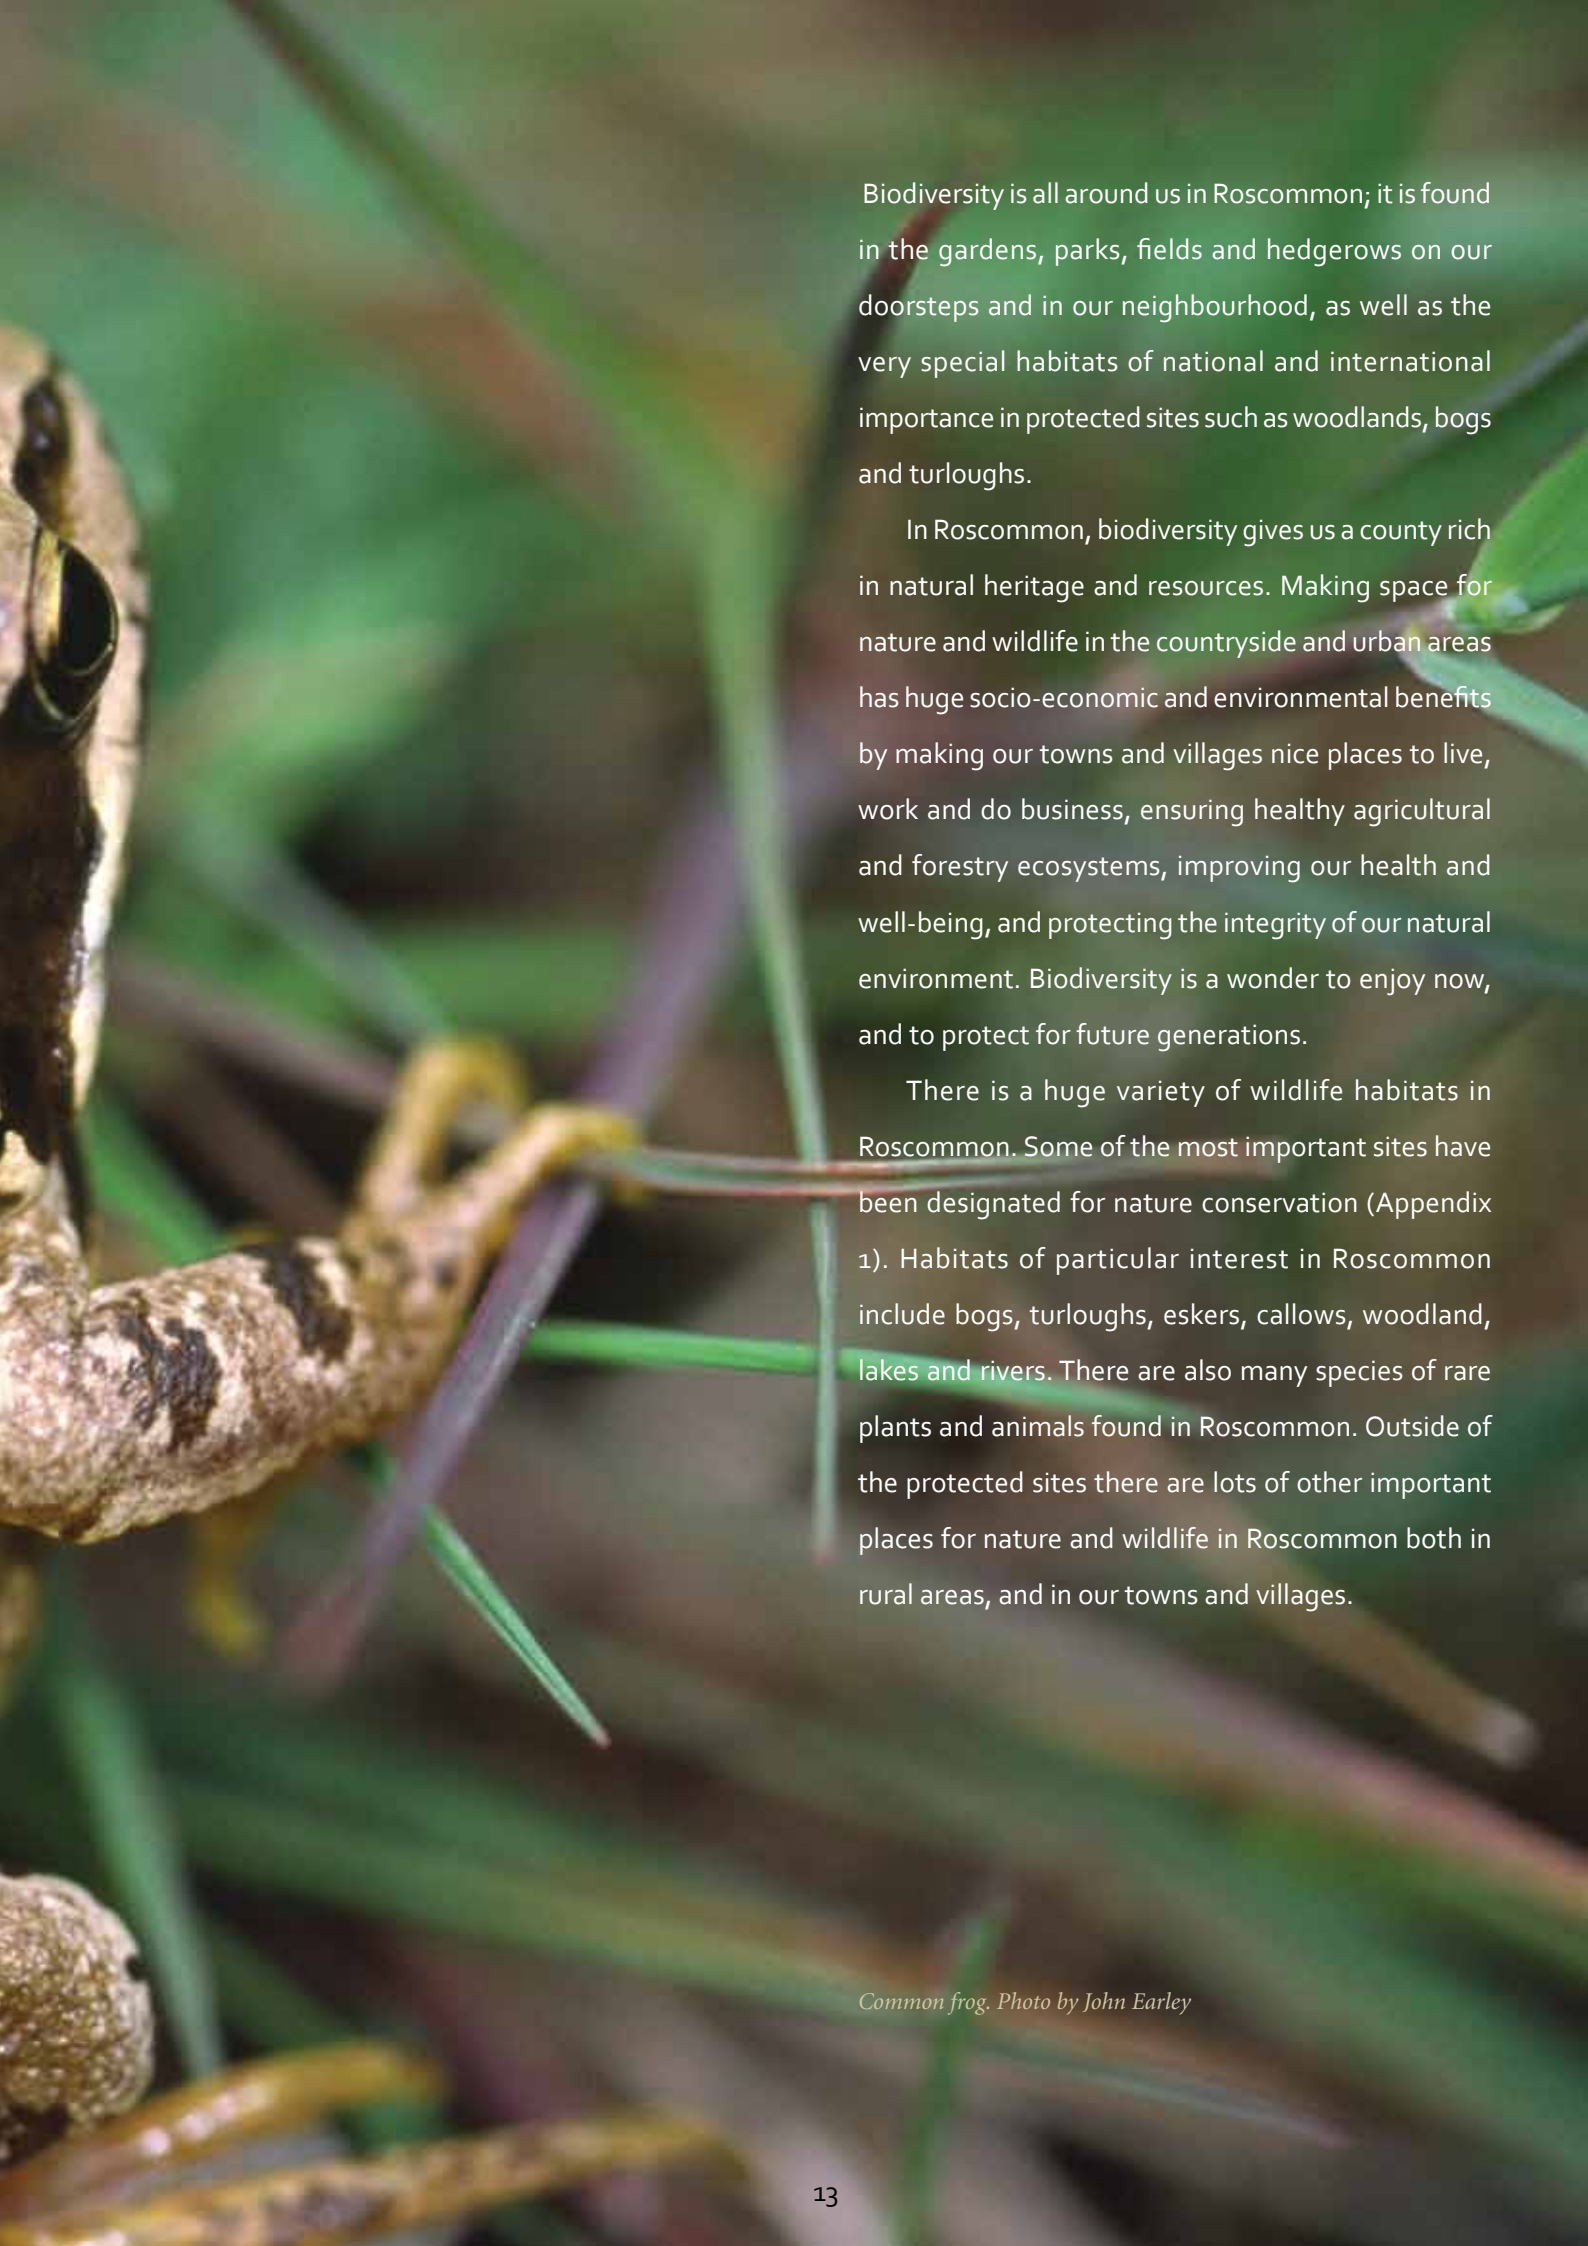 Biodiversity is all around us in Roscommon; it is found
in the gardens, parks, fields and hedgerows on our
doorsteps and in our neighbourhood, as well as the
very special habitats of national and international
importance in protected sites such as woodlands, bogs
and turloughs.
In Roscommon, biodiversity gives us a county rich
in natural heritage and resources. Making space for
nature and wildlife in the countryside and urban areas
has huge socio-economic and environmental benefits
by making our towns and villages nice places to live,
work and do business, ensuring healthy agricultural
and forestry ecosystems, improving our health and
well-being, and protecting the integrity of our natural
environment. Biodiversity is a wonder to enjoy now,
and to protect for future generations.
There is a huge variety of wildlife habitats in
Roscommon. Some of the most important sites have
been designated for nature conservation (Appendix
1). Habitats of particular interest in Roscommon
include bogs, turloughs, eskers, callows, woodland,
lakes and rivers. There are also many species of rare
plants and animals found in Roscommon. Outside of
the protected sites there are lots of other important
places for nature and wildlife in Roscommon both in
rural areas, and in our towns and villages.
Common frog. Photo by John Earley
13